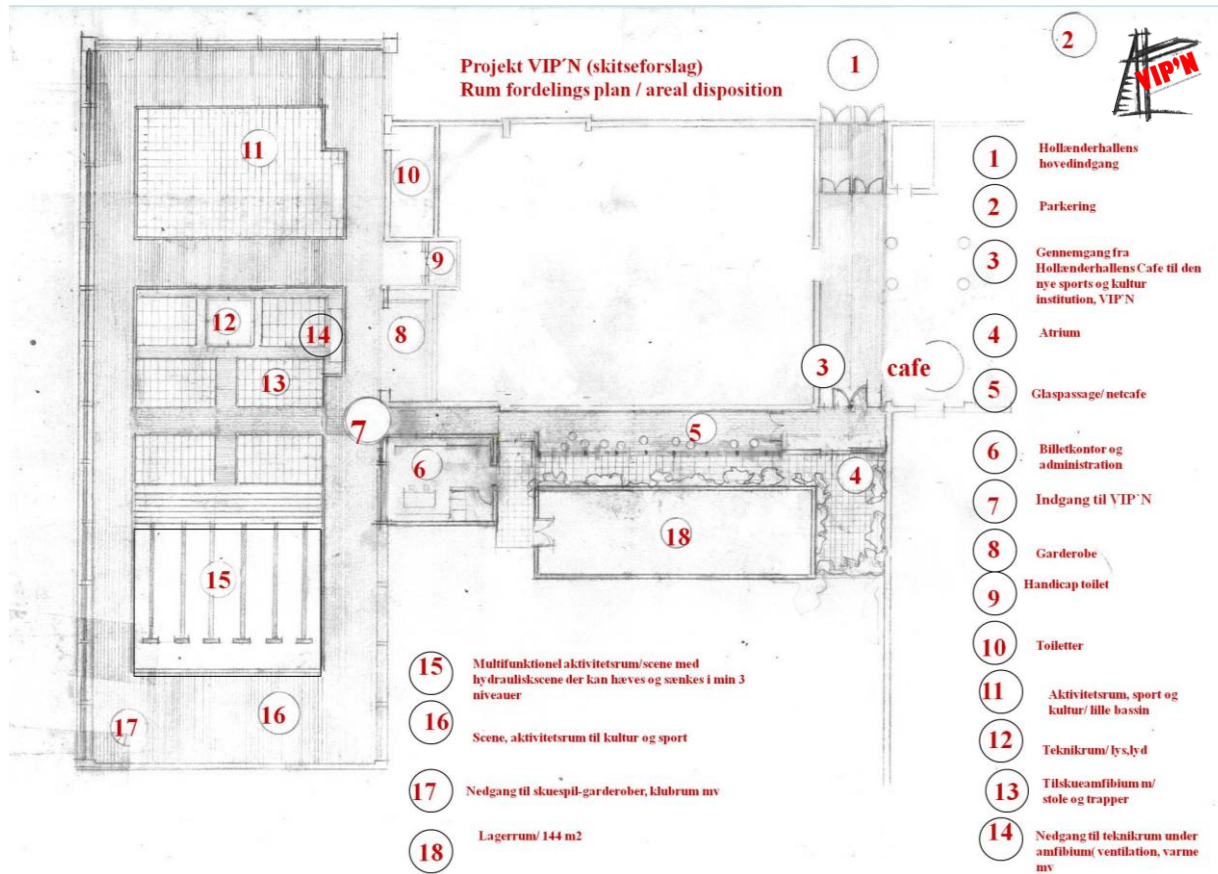 Projekt VIP´N (skitseforslag)
Rum fordelings plan / areal disposition
1
2
VIP'N
11
10
9
12
14
8
13
3
cafe
7
5
6
4
18
15
16
17
1 Hollænderhallens
hovedindgang
2 Parkering
3 Gennemgang fra
Hollænderhallens Cafe til den
nye sports og kultur
institution, VIP´N
4 Atrium
5 Glaspassage/ netcafe
6 Billetkontor og
administration
7 Indgang til VIP´N
8 Garderobe
9 Handicap toilet
10 Toiletter
11 Aktivitetsrum, sport og
kultur/ lille bassin
12 Teknikrum/ lys,lyd
13 Tilskueamfibium m/
stole og trapper
14 Nedgang til teknikrum under
amfibium( ventilation, varme
mv
15 Multifunktionel aktivitetsrum/scene med
hydrauliskscene der kan hæves og sænkes i min 3
niveauer
16 Scene, aktivitetsrum til kultur og sport
17 Nedgang til skuespil-garderober, klubrum mv
18 Lagerrum/ 144 m2